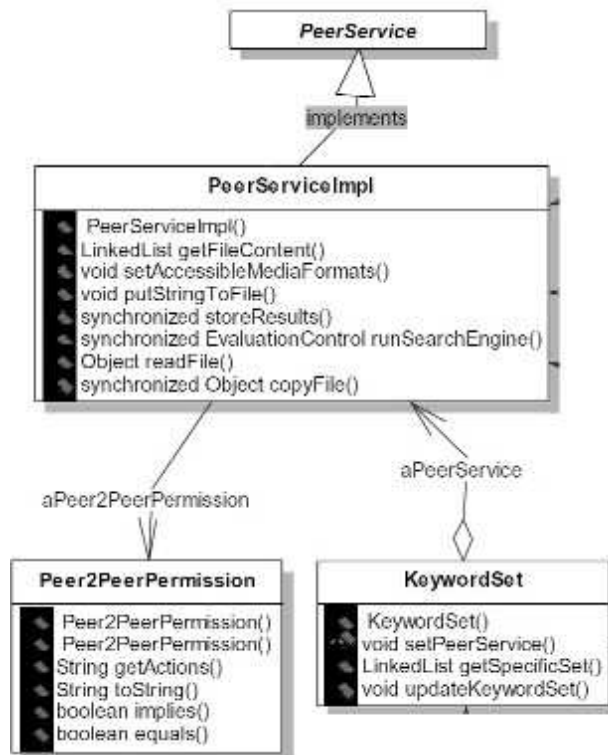 PeerService
implements
PeerServiceImpl
PeerServiceImpl()
LinkedList getFileContent()
void setAccessibleMediaFormats()
void putStringToFile()
synchronized storeResults()
synchronized EvaluationControl runSearchEngine()
Object readFile()
synchronized Object copyFile()
aPeer2PeerPermission
aPeerService
Peer2PeerPermission
Peer2PeerPermission()
Peer2PeerPermission()
String getActions()
String toString()
boolean implies()
boolean equals()
KeywordSet
KeywordSet()
void setPeerService()
LinkedList getSpecificSet()
void updateKeywordSet()